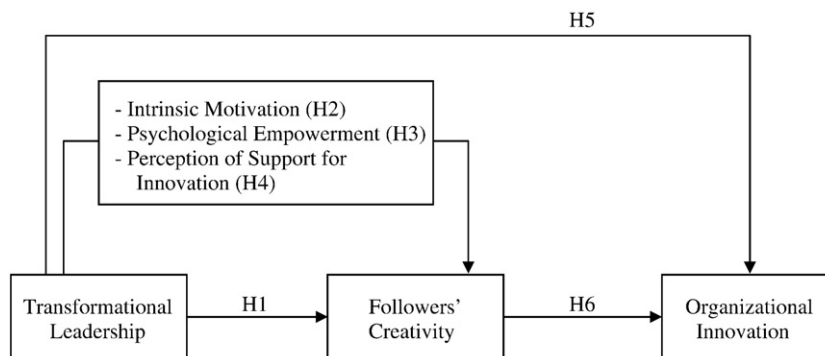 H5
- Intrinsic Motivation (H2)
- Psychological Empowerment (H3)
- Perception of Support for
Innovation (H4)
Transformational
Leadership
H1
Followers'
Creativity
H6
Organizational
Innovation